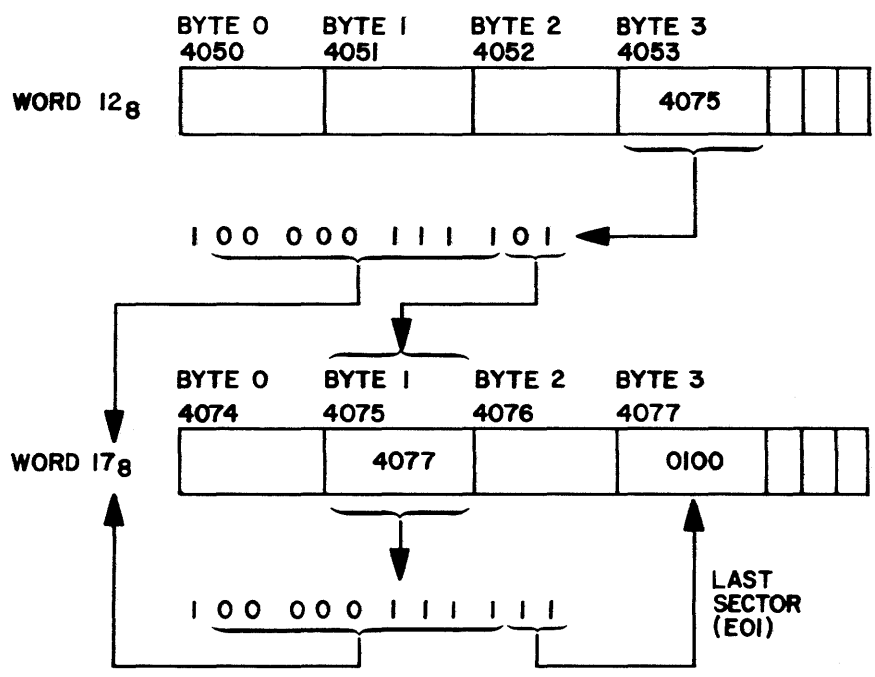 BYTE 0 BYTE 1 BYTE 2 BYTE 3
4050 4051 4052 4053
WORD 12₈ 4075
1 00 000 111 101
BYTE 0 BYTE 1 BYTE 2 BYTE 3
4074 4075 4076 4077
WORD 17₈ 4077 0100
1 00 000 111 111
LAST
SECTOR
(EOI)